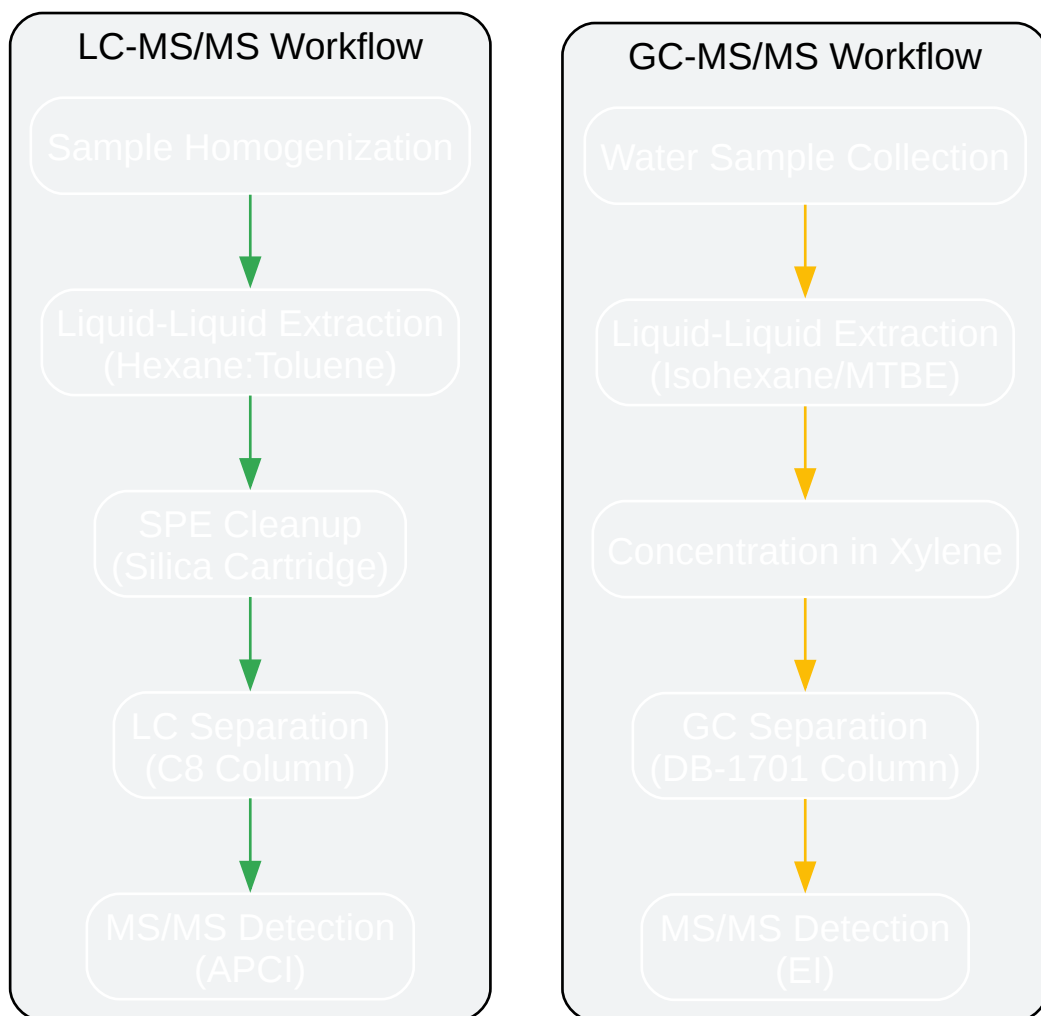 LC-MS/MS Workflow
Sample Homogenization
Liquid-Liquid Extraction
(Hexane:Toluene)
SPE Cleanup
(Silica Cartridge)
LC Separation
(C8 Column)
MS/MS Detection
(APCI)
GC-MS/MS Workflow
Water Sample Collection
Liquid-Liquid Extraction
(Isohexane/MTBE)
Concentration in Xylene
GC Separation
(DB-1701 Column)
MS/MS Detection
(EI)